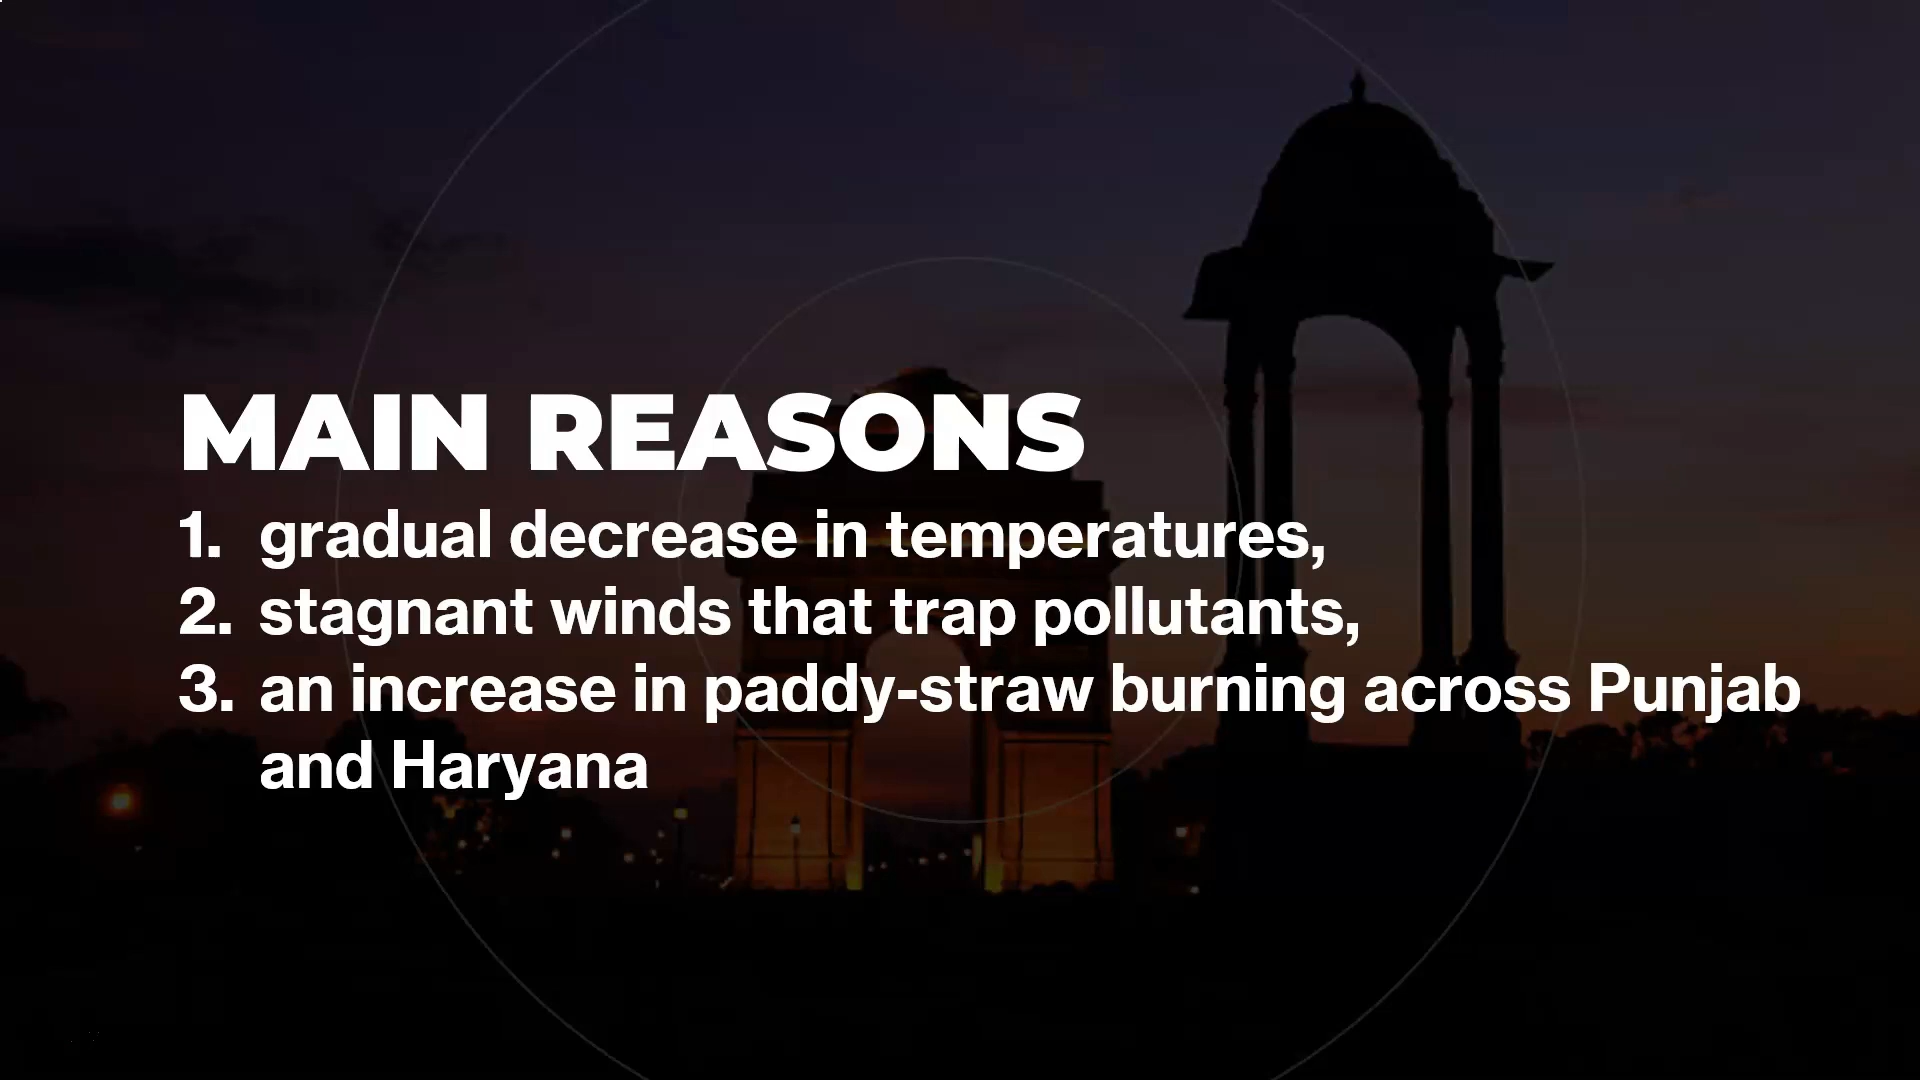 MAIN REASONS
1. gradual decrease in temperatures,
2. stagnant winds that trap pollutants,
3. an increase in paddy-straw burning across Punjab
and Haryana